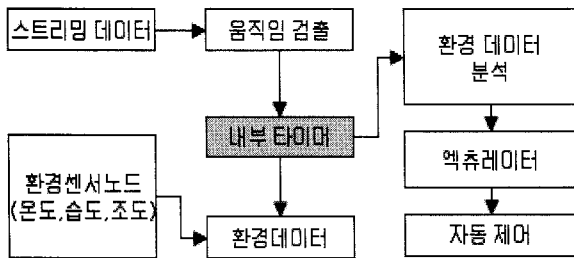 스트리밍 데이터
움직임 검출
환경 데이터
분석
내부 타이머
엑츄레이터
환경센서노드
(온도,습도,조도)
환경데이터
자동 제어